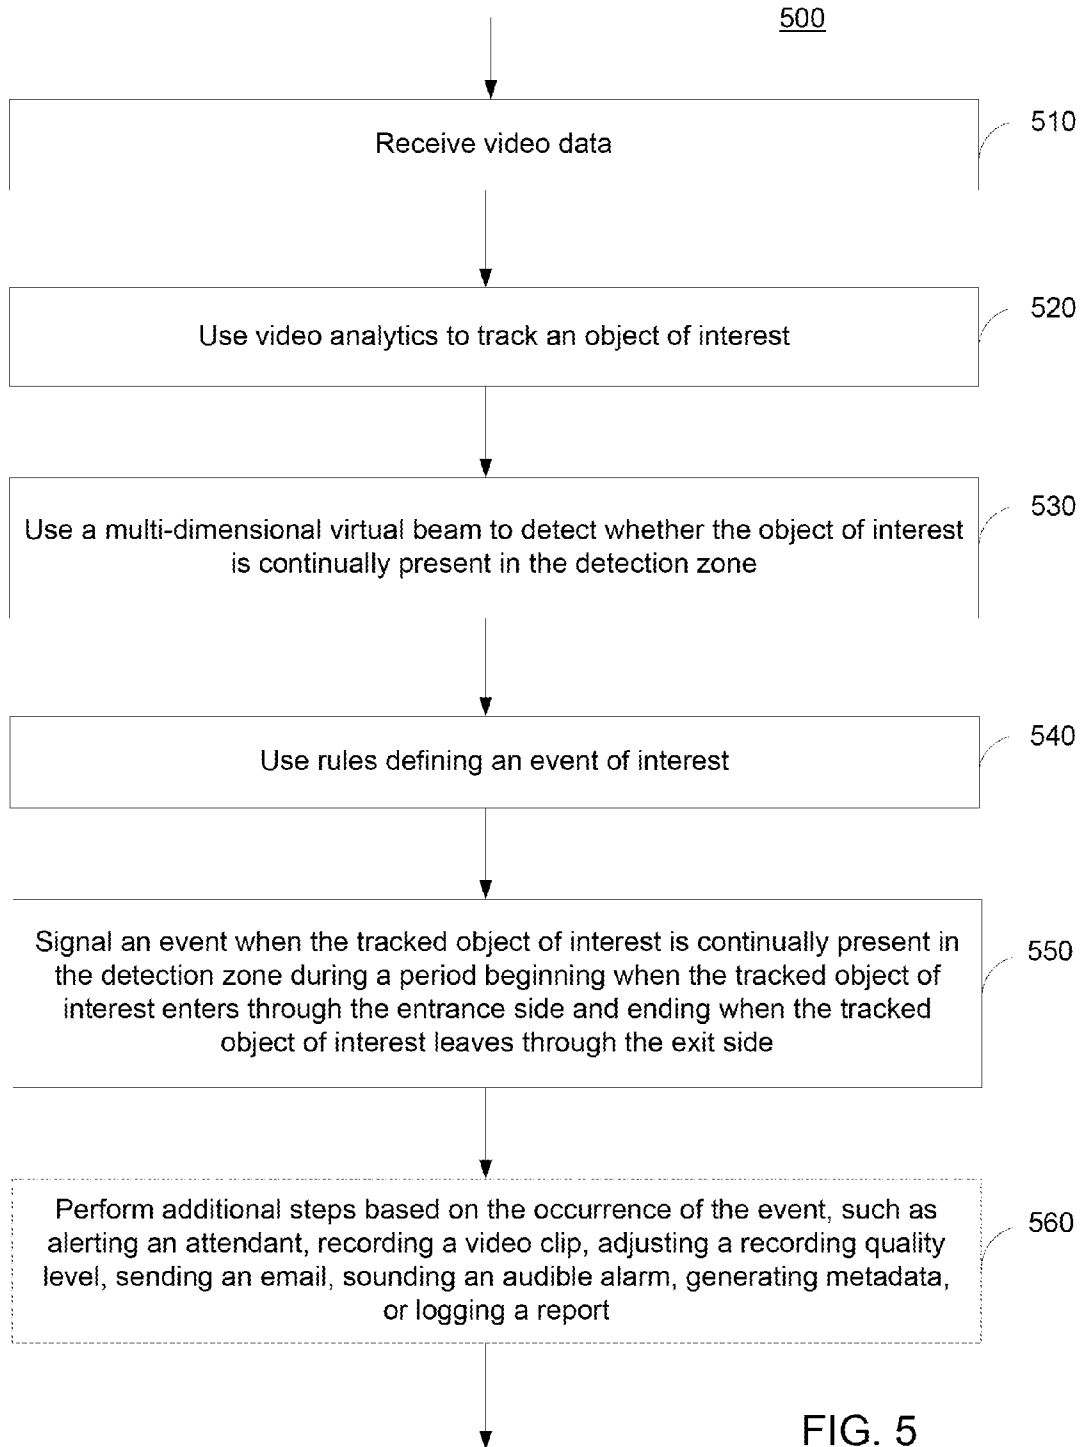 500
510
Receive video data
520
Use video analytics to track an object of interest
530
Use a multi-dimensional virtual beam to detect whether the object of interest
is continually present in the detection zone
540
Use rules defining an event of interest
550
Signal an event when the tracked object of interest is continually present in
the detection zone during a period beginning when the tracked object of
interest enters through the entrance side and ending when the tracked
object of interest leaves through the exit side
560
Perform additional steps based on the occurrence of the event, such as
alerting an attendant, recording a video clip, adjusting a recording quality
level, sending an email, sounding an audible alarm, generating metadata,
or logging a report
FIG. 5